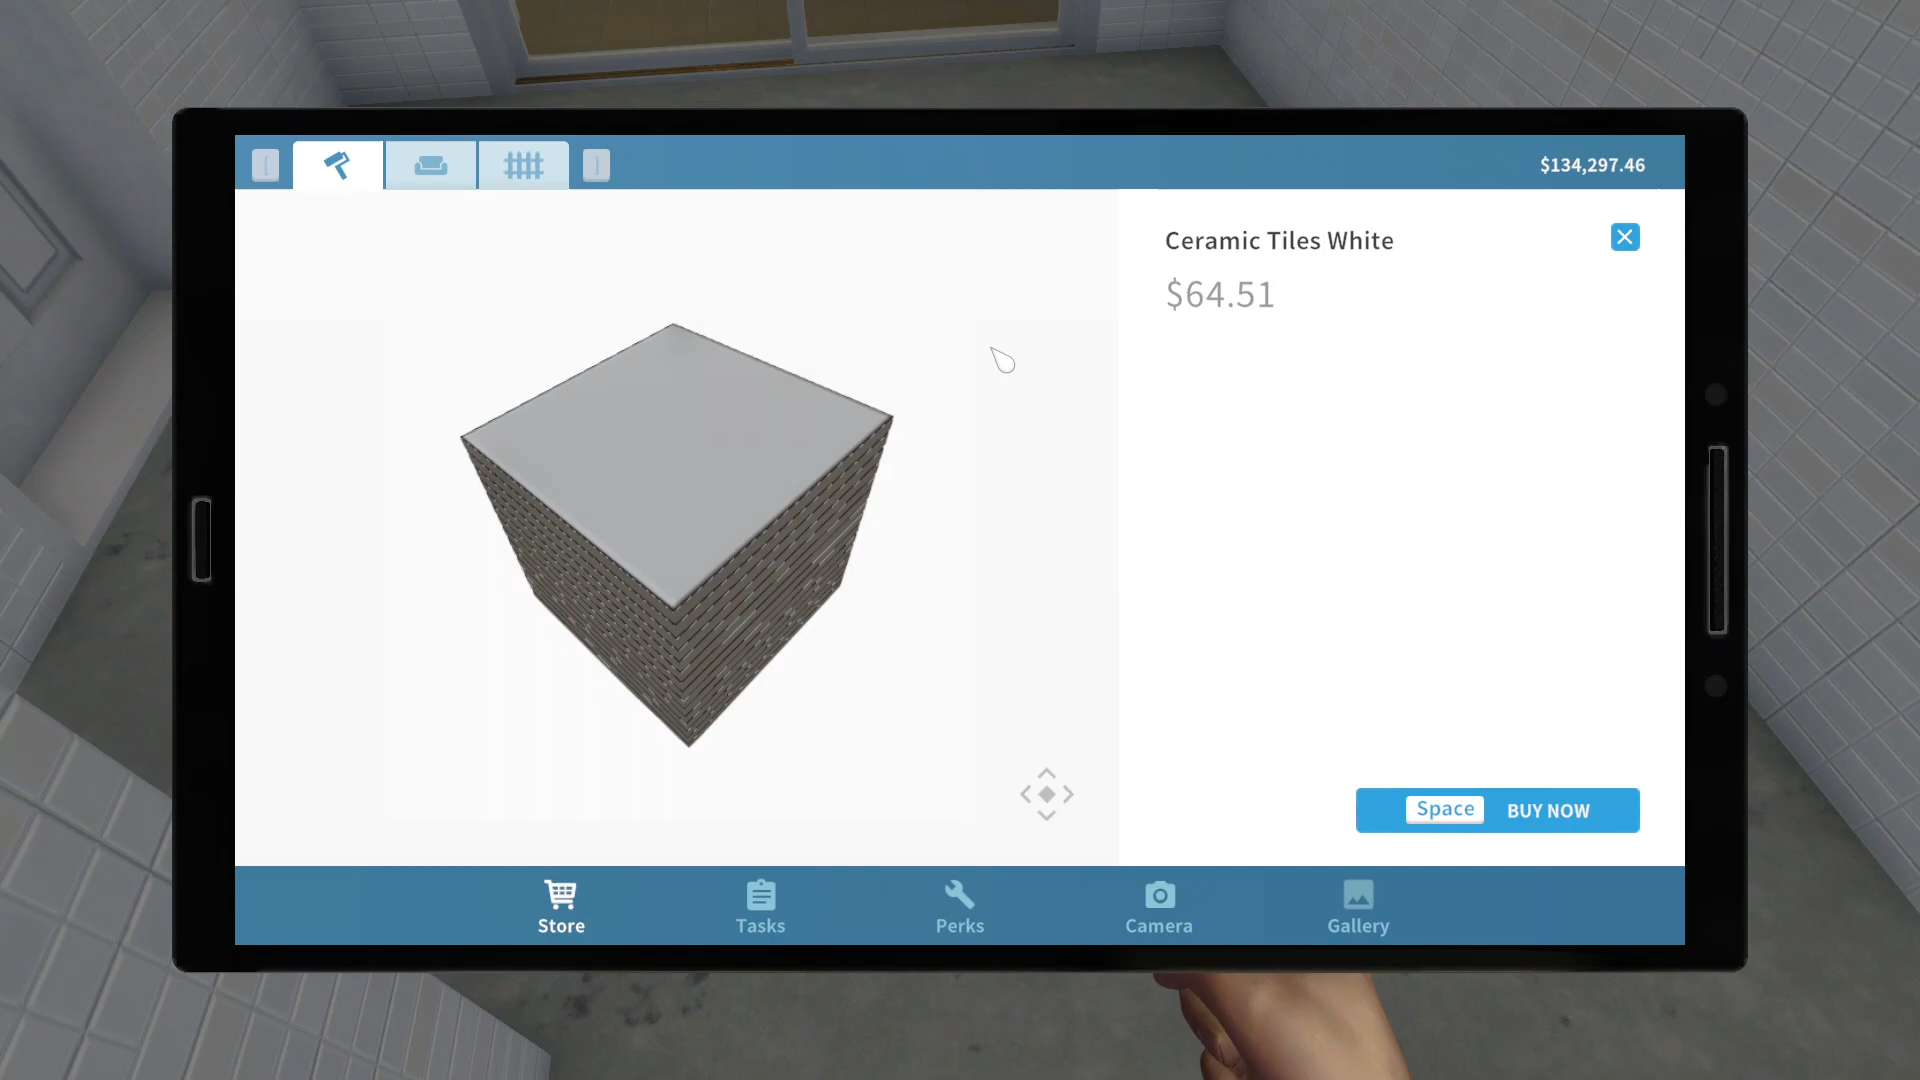 [
]
$134,297.46
Ceramic Tiles White
$64.51
Space BUY NOW
Store
Tasks
Perks
Camera
Gallery